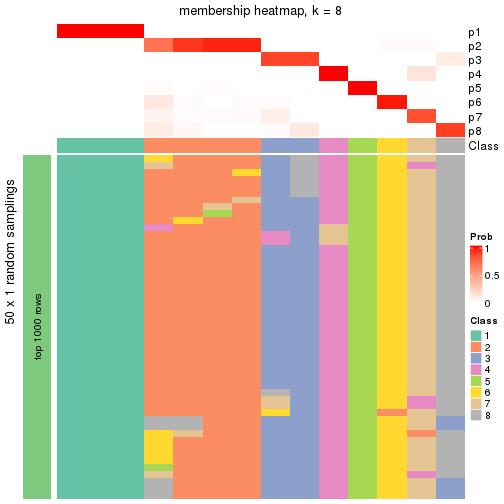 membership heatmap, k = 8
p1
p2
p3
p4
p5
p6
p7
p8
Class
50 x 1 random samplings
top 1000 rows
Prob
1
0.5
0
Class
1
2
3
4
5
6
7
8